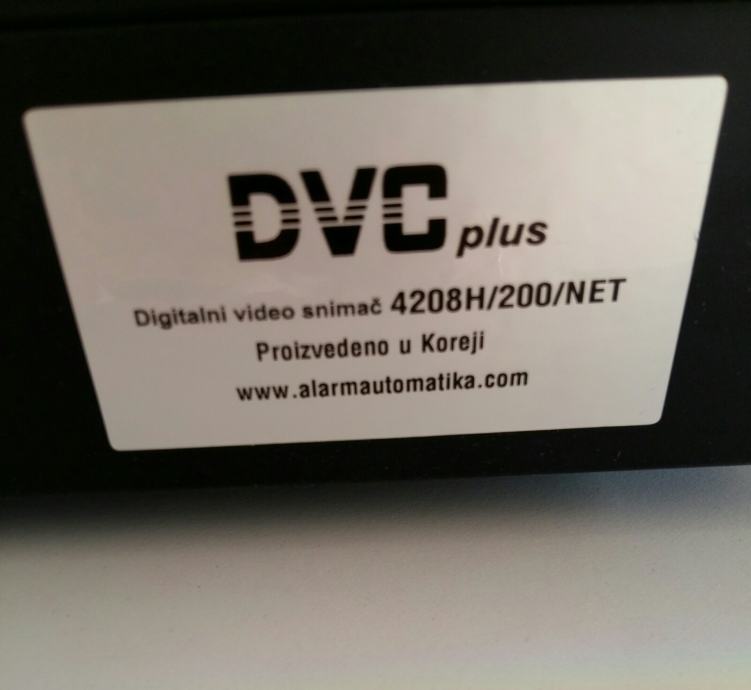 DVC plus
Digitalni video snimač 4208H/200/NET
Proizvedeno u Koreji
www.alarmautomatika.com